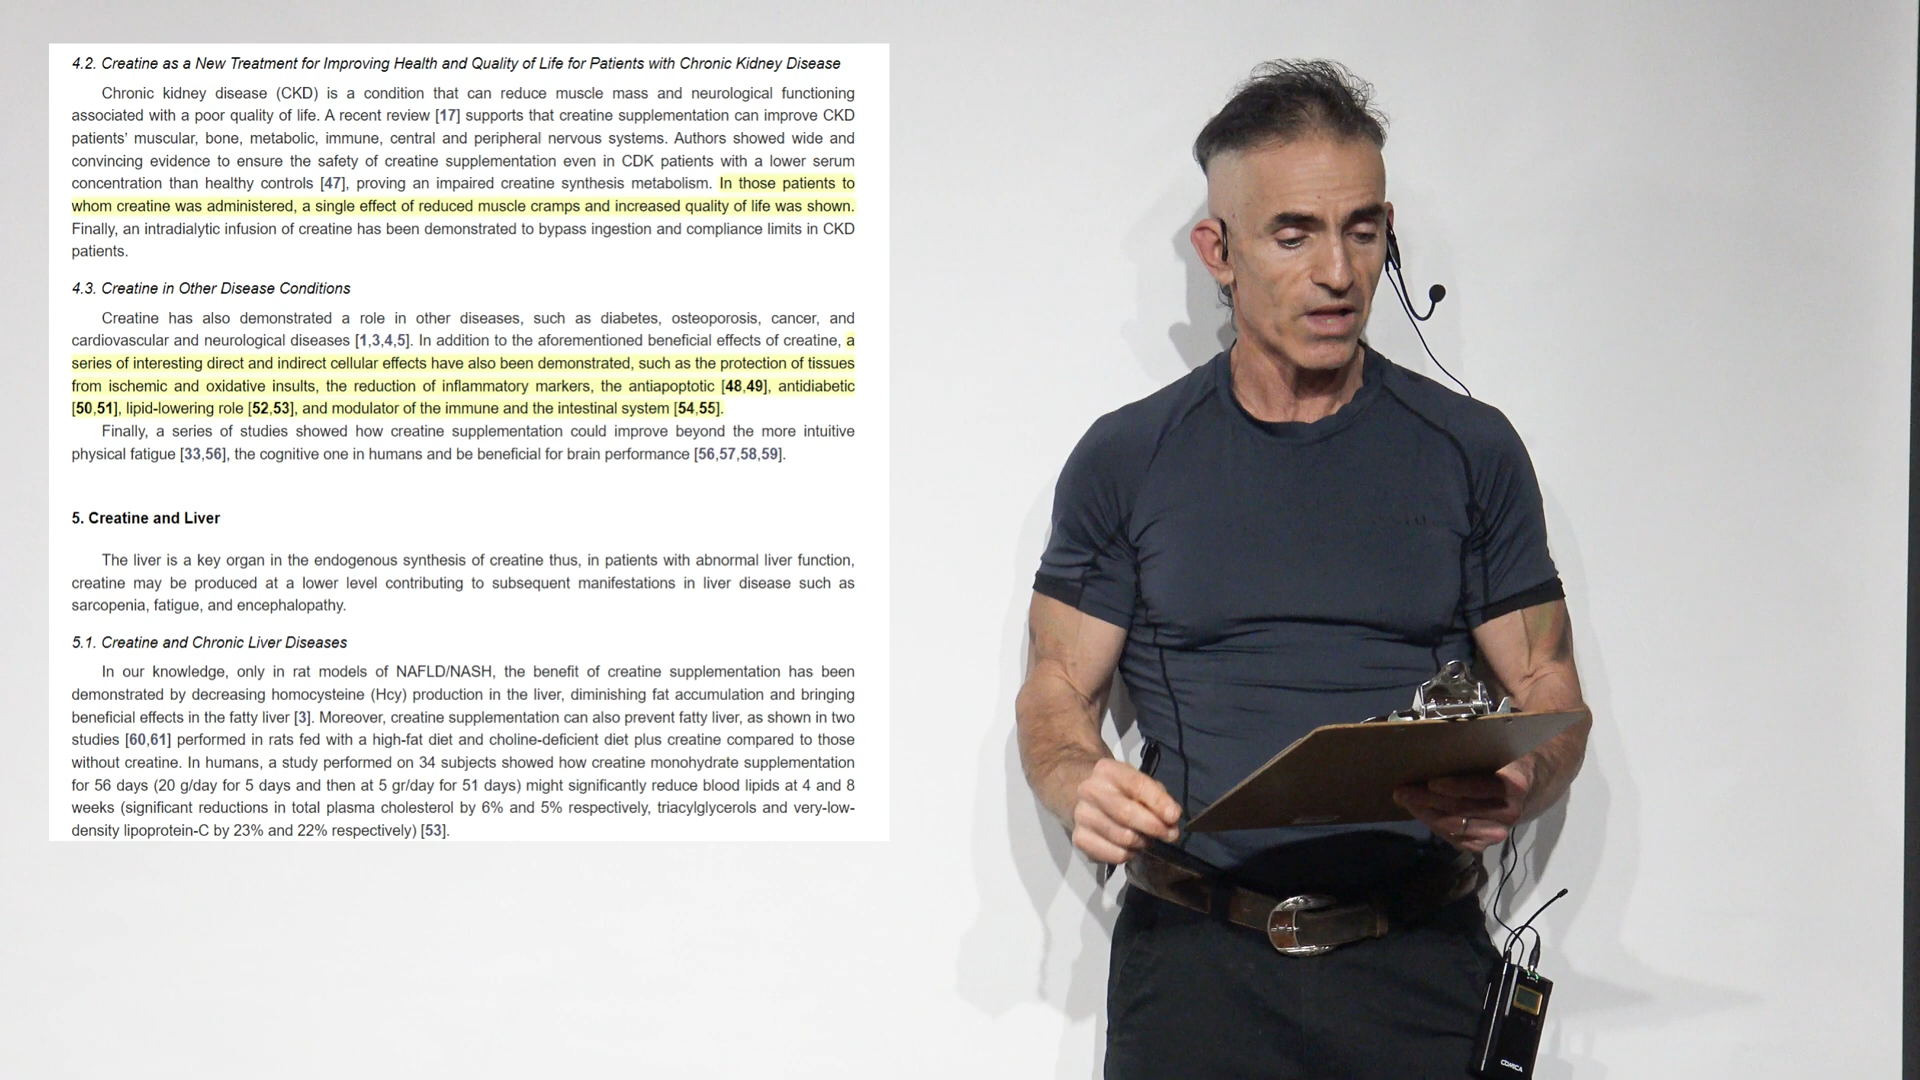 4.2. Creatine as a New Treatment for Improving Health and Quality of Life for Patients with Chronic Kidney Disease
Chronic kidney disease (CKD) is a condition that can reduce muscle mass and neurological functioning
associated with a poor quality of life. A recent review [17] supports that creatine supplementation can improve CKD
patients' muscular, bone, metabolic, immune, central and peripheral nervous systems. Authors showed wide and
convincing evidence to ensure the safety of creatine supplementation even in CDK patients with a lower serum
concentration than healthy controls [47], proving an impaired creatine synthesis metabolism. In those patients to
whom creatine was administered, a single effect of reduced muscle cramps and increased quality of life was shown.
Finally, an intradialytic infusion of creatine has been demonstrated to bypass ingestion and compliance limits in CKD
patients.
4.3. Creatine in Other Disease Conditions
Creatine has also demonstrated a role in other diseases, such as diabetes, osteoporosis, cancer, and
cardiovascular and neurological diseases [1,3,4,5]. In addition to the aforementioned beneficial effects of creatine, a
series of interesting direct and indirect cellular effects have also been demonstrated, such as the protection of tissues
from ischemic and oxidative insults, the reduction of inflammatory markers, the antiapoptotic [48,49], antidiabetic
[50,51], lipid-lowering role [52,53], and modulator of the immune and the intestinal system [54,55].
Finally, a series of studies showed how creatine supplementation could improve beyond the more intuitive
physical fatigue [33,56], the cognitive one in humans and be beneficial for brain performance [56,57,58,59].
5. Creatine and Liver
The liver is a key organ in the endogenous synthesis of creatine thus, in patients with abnormal liver function,
creatine may be produced at a lower level contributing to subsequent manifestations in liver disease such as
sarcopenia, fatigue, and encephalopathy.
5.1. Creatine and Chronic Liver Diseases
In our knowledge, only in rat models of NAFLD/NASH, the benefit of creatine supplementation has been
demonstrated by decreasing homocysteine (Hcy) production in the liver, diminishing fat accumulation and bringing
beneficial effects in the fatty liver [3]. Moreover, creatine supplementation can also prevent fatty liver, as shown in two
studies [60,61] performed in rats fed with a high-fat diet and choline-deficient diet plus creatine compared to those
without creatine. In humans, a study performed on 34 subjects showed how creatine monohydrate supplementation
for 56 days (20 g/day for 5 days and then at 5 gr/day for 51 days) might significantly reduce blood lipids at 4 and 8
weeks (significant reductions in total plasma cholesterol by 6% and 5% respectively, triacylglycerols and very-low-
density lipoprotein-C by 23% and 22% respectively) [53].
COMICA